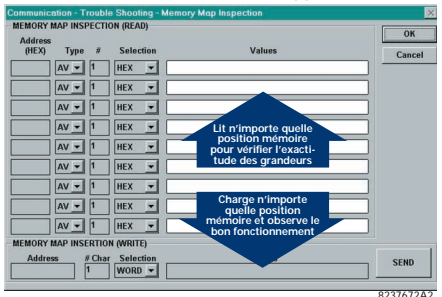 Communication - Trouble Shooting - Memory Map Inspection
MEMORY MAP INSPECTION (READ)
OK
Cancel
Address
(HEX) Type # Selection Values
AV 1 HEX
AV 1 HEX
AV 1 HEX
AV 1 HEX
AV 1 HEX
AV 1 HEX
AV 1 HEX
AV 1 HEX
AV 1 HEX
Lit n'importe quelle
position mémoire
pour vérifier l'exacti-
tude des grandeurs
Charge n'importe
quelle position
mémoire et observe le
bon fonctionnement
MEMORY MAP INSERTION (WRITE)
Address # Char Selection
1 WORD
SEND
8237672A2